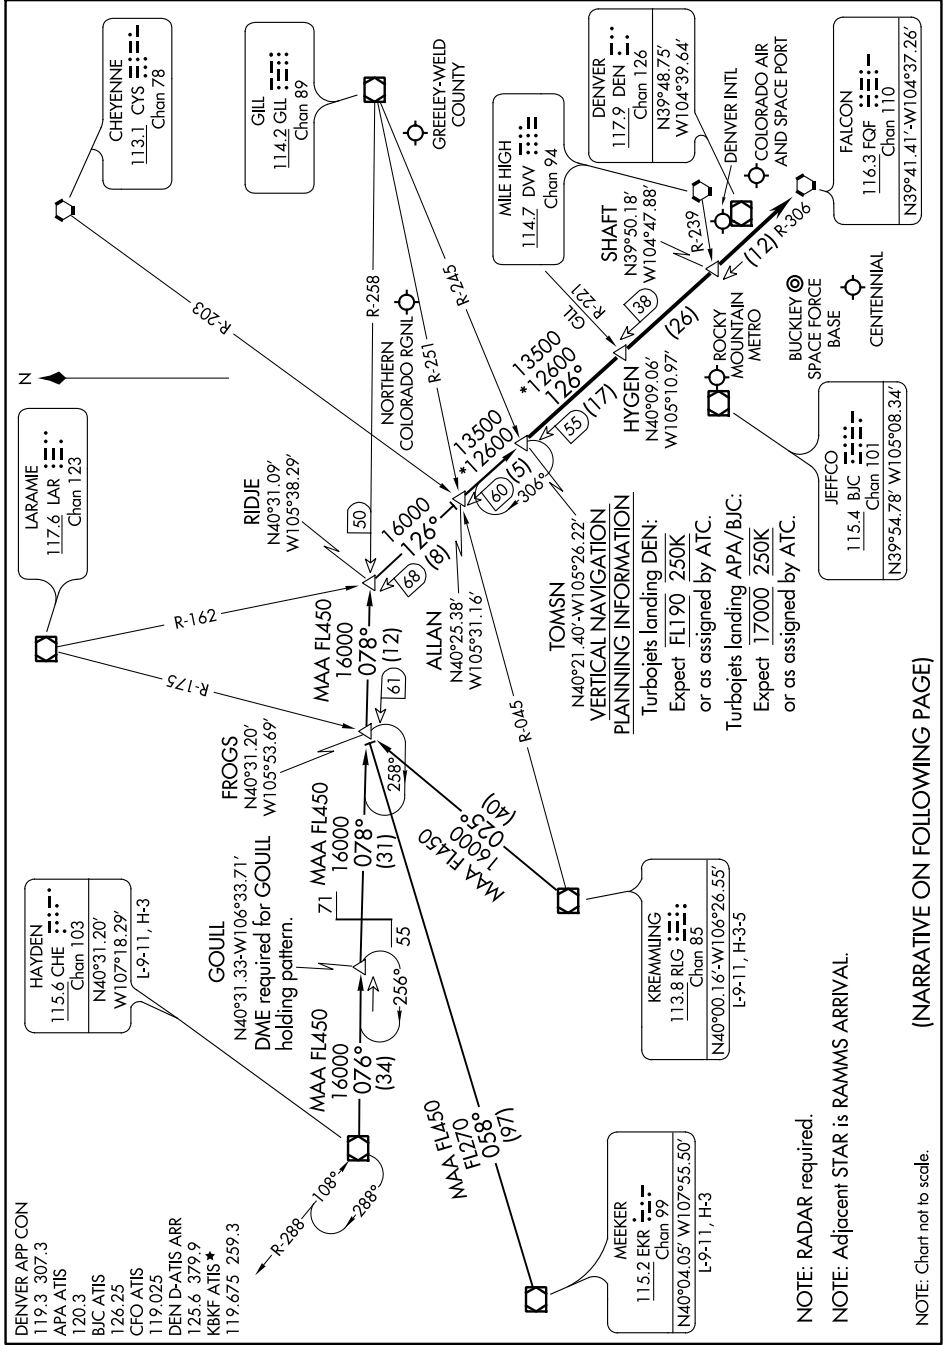 DENVER APP CON
119.3 307.3
APA ATIS
120.3
BJC ATIS
126.25
CFO ATIS
119.025
DEN D-ATIS ARR
125.6 379.9
KBKF ATIS★
119.675 259.3
HAYDEN
115.6 CHE
Chan 103
N40°31.20'
W107°18.29'
L-9-11, H-3
LARAMIE
117.6 LAR
Chan 123
N
CHEYENNE
113.1 CYS
Chan 78
GILL
114.2 GLL
Chan 89
GREELEY-WELD
COUNTY
R-288
108°
288°
MAA FL450
16000
076°
(34)
GOULL
N40°31.33'-W106°33.71'
DME required for GOULL
holding pattern.
256°
71
55
MAA FL450
16000
078°
(31)
FROGS
N40°31.20'
W105°53.69'
258°
61
R-175
R-162
MAA FL450
16000
078°
(12)
RIDJE
N40°31.09'
W105°38.29'
68
50
R-258
NORTHERN
COLORADO RGNL
R-203
R-251
R-245
16000
126°
(8)
ALLAN
N40°25.38'
W105°31.16'
60
13500
*12600
(5)
306°
TOMSN
N40°21.40'-W105°26.22'
55
13500
*12600
126°
(17)
HYGEN
N40°09.06'
W105°10.97'
GLL
R-221
38
(26)
SHAFT
N39°50.18'
W104°47.88'
R-239
(12)
R-306
MILE HIGH
114.7 DVV
Chan 94
DENVER
117.9 DEN
Chan 126
N39°48.75'
W104°39.64'
DENVER INTL
COLORADO AIR
AND SPACE PORT
FALCON
116.3 FQF
Chan 110
N39°41.41'-W104°37.26'
ROCKY
MOUNTAIN
METRO
BUCKLEY
SPACE FORCE
BASE
CENTENNIAL
JEFFCO
115.4 BJC
Chan 101
N39°54.78' W105°08.34'
MAA FL450
FL270
058°
(97)
MAA FL450
16000
025°
(40)
R-045
MEEKER
115.2 EKR
Chan 99
N40°04.05' W107°55.50'
L-9-11, H-3
KREMMLING
113.8 RLG
Chan 85
N40°00.16'-W106°26.55'
L-9-11, H-3-5
VERTICAL NAVIGATION
PLANNING INFORMATION
Turbojets landing DEN:
Expect FL190 250K
or as assigned by ATC.
Turbojets landing APA/BJC:
Expect 17000 250K
or as assigned by ATC.
NOTE: RADAR required.
NOTE: Adjacent STAR is RAMMS ARRIVAL.
NOTE: Chart not to scale.
(NARRATIVE ON FOLLOWING PAGE)